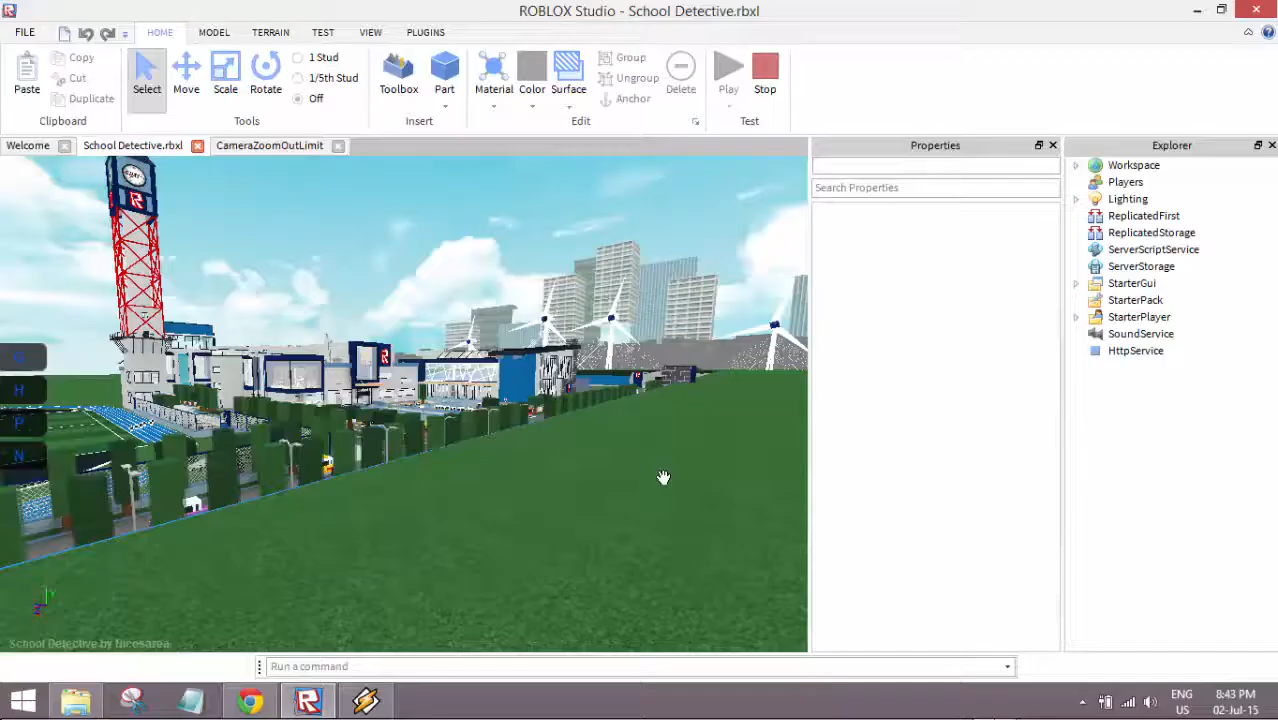 ROBLOX Studio - School Detective.rbxl
FILE HOME MODEL TERRAIN TEST VIEW PLUGINS
Paste Copy Cut Duplicate
Clipboard
Select Move Scale Rotate 1 Stud 1/5th Stud Off
Tools
Toolbox Part
Insert
Material Color Surface Group Ungroup Anchor Delete
Edit
Play Stop
Test
Welcome School Detective.rbxl CameraZoomOutLimit
Properties
Search Properties
Explorer
Workspace
Players
Lighting
ReplicatedFirst
ReplicatedStorage
ServerScriptService
ServerStorage
StarterGui
StarterPack
StarterPlayer
SoundService
HttpService
G
H
P
N
School Detective by
Run a command
ENG
US
8:43 PM
02-Jul-15